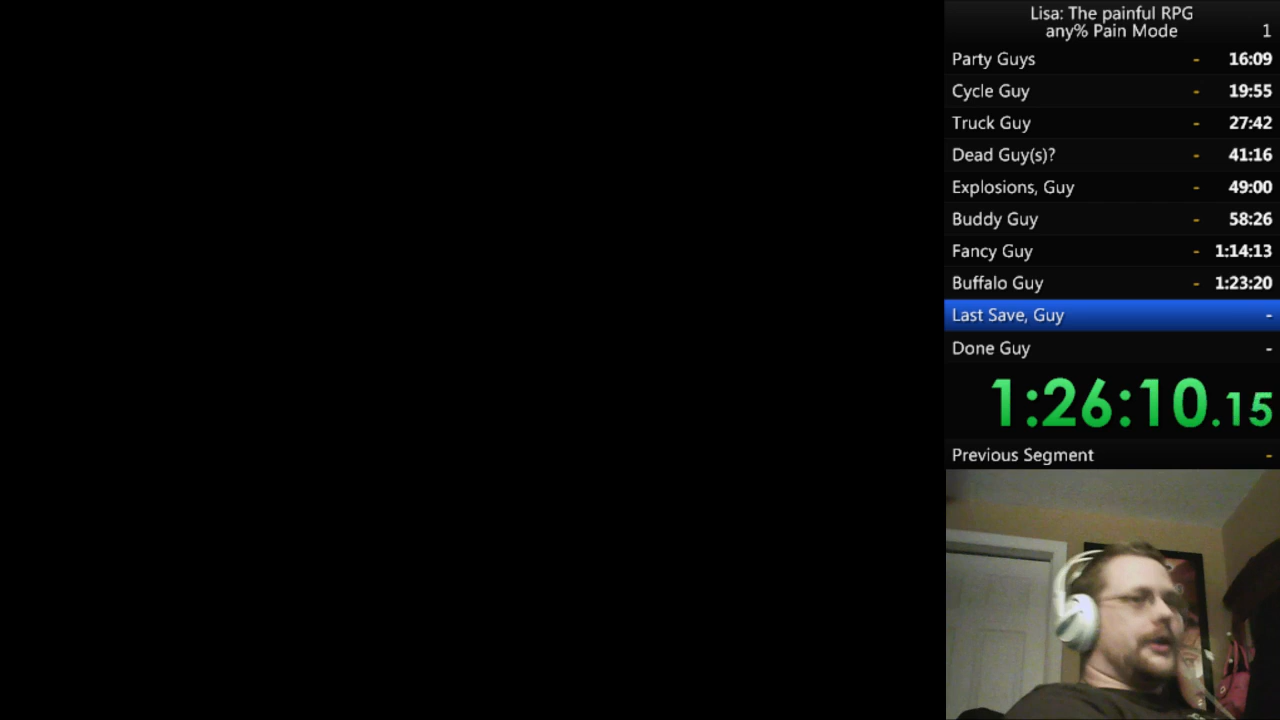 Lisa: The painful RPG
any% Pain Mode 1
Party Guys - 16:09
Cycle Guy - 19:55
Truck Guy - 27:42
Dead Guy(s)? - 41:16
Explosions, Guy - 49:00
Buddy Guy - 58:26
Fancy Guy - 1:14:13
Buffalo Guy - 1:23:20
Last Save, Guy -
Done Guy -
1:26:10.15
Previous Segment -